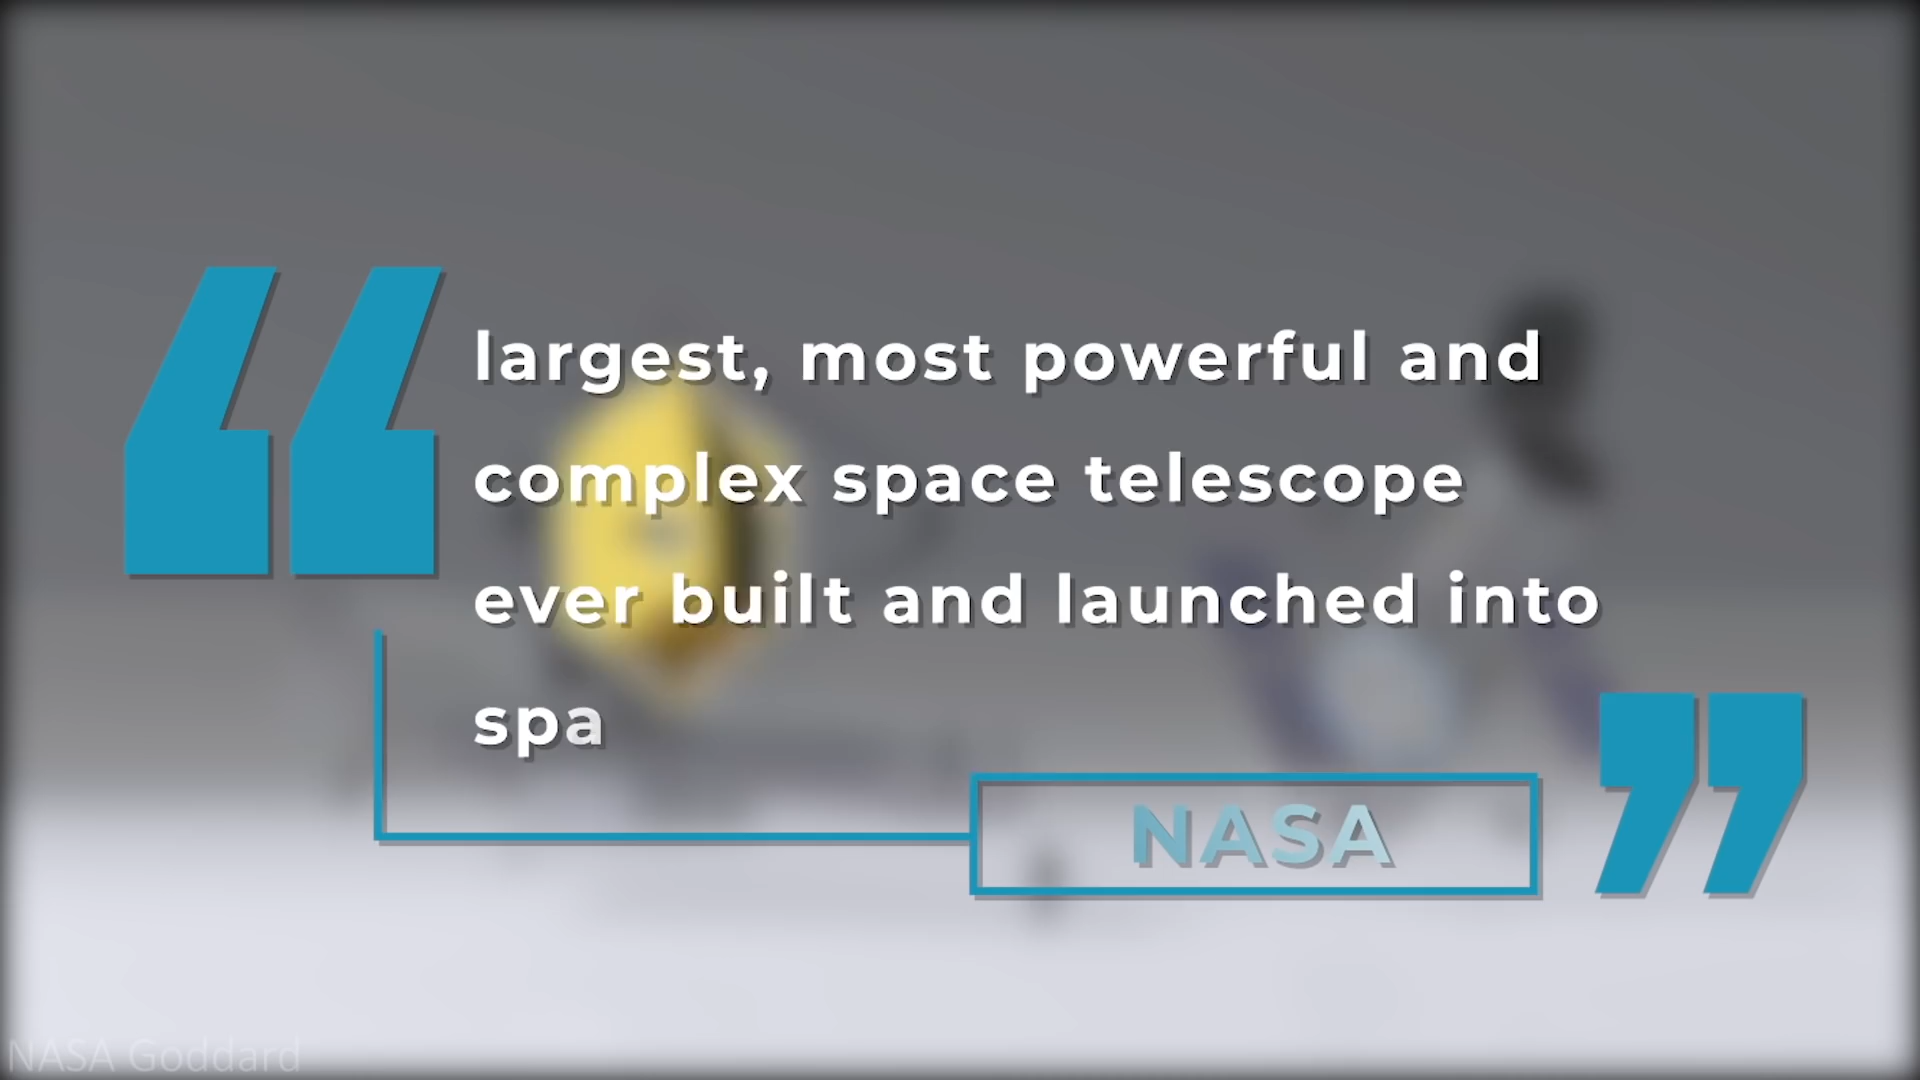 largest, most powerful and
complex space telescope
ever built and launched into
spa
NASA
NASA Goddard